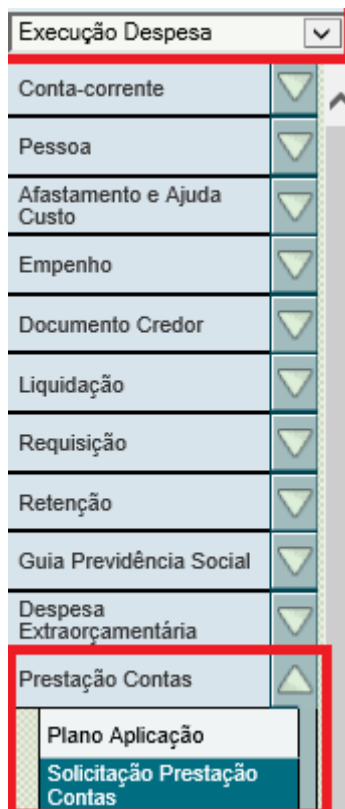 Execução Despesa
Conta-corrente
Pessoa
Afastamento e Ajuda
Custo
Empenho
Documento Credor
Liquidação
Requisição
Retenção
Guia Previdência Social
Despesa
Extraorçamentária
Prestação Contas
Plano Aplicação
Solicitação Prestação
Contas